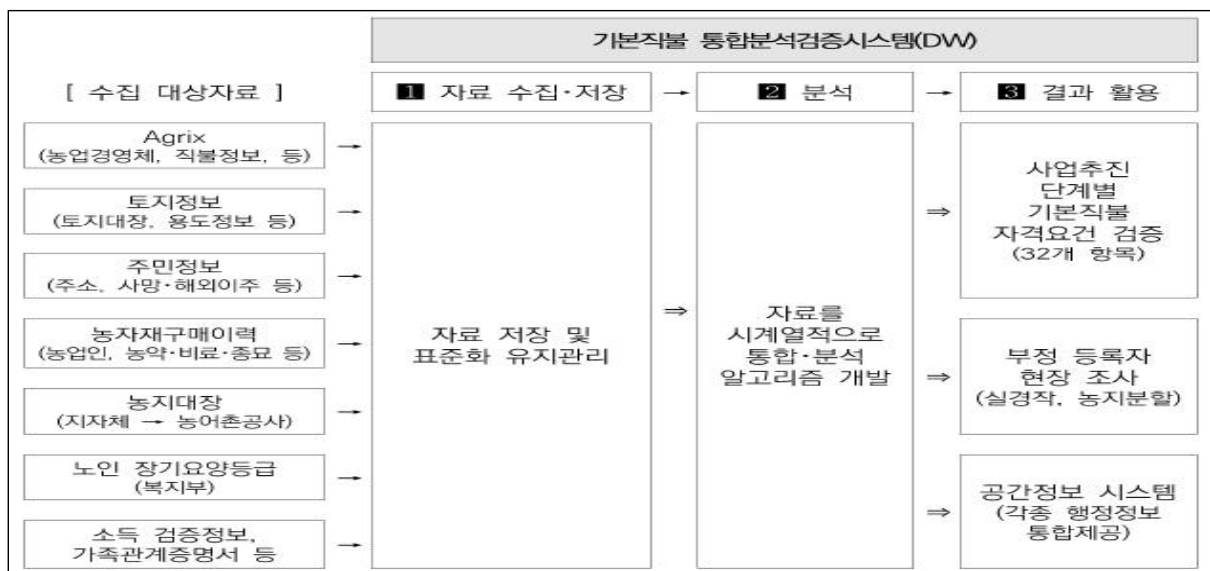 기본직불 통합분석검증시스템(DW)
[ 수집 대상자료 ]
1 자료 수집·저장
→
2 분석
→
3 결과 활용
Agrix
(농업경영체, 직불정보, 등)
→
토지정보
(토지대장, 용도정보 등)
→
주민정보
(주소, 사망·해외이주 등)
→
농자재구매이력
(농업인, 농약·비료·종묘 등)
→
농지대장
(지자체 → 농어촌공사)
→
노인 장기요양등급
(복지부)
→
소득 검증정보,
가족관계증명서 등
→
자료 저장 및
표준화 유지관리
⇒
자료를
시계열적으로
통합·분석
알고리즘 개발
⇒
사업추진
단계별
기본직불
자격요건 검증
(32개 항목)
⇒
부정 등록자
현장 조사
(실경작, 농지분할)
⇒
공간정보 시스템
(각종 행정정보
통합제공)